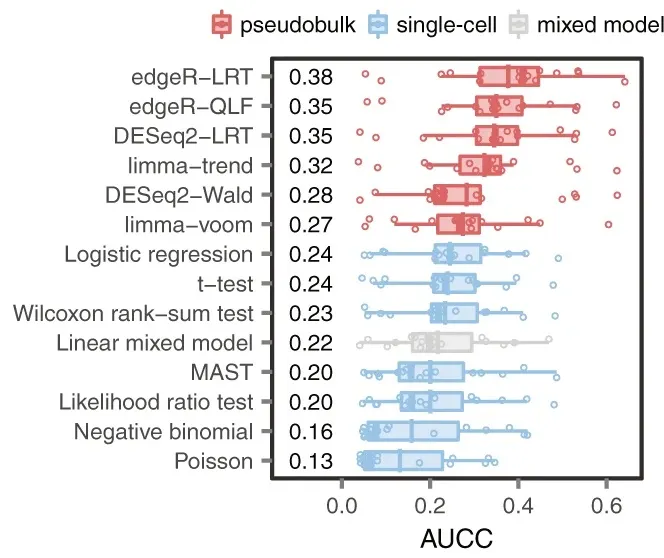 pseudobulk single-cell mixed model
edgeR−LRT 0.38
edgeR−QLF 0.35
DESeq2−LRT 0.35
limma−trend 0.32
DESeq2−Wald 0.28
limma−voom 0.27
Logistic regression 0.24
t−test 0.24
Wilcoxon rank−sum test 0.23
Linear mixed model 0.22
MAST 0.20
Likelihood ratio test 0.20
Negative binomial 0.16
Poisson 0.13
0.0 0.2 0.4 0.6
AUCC